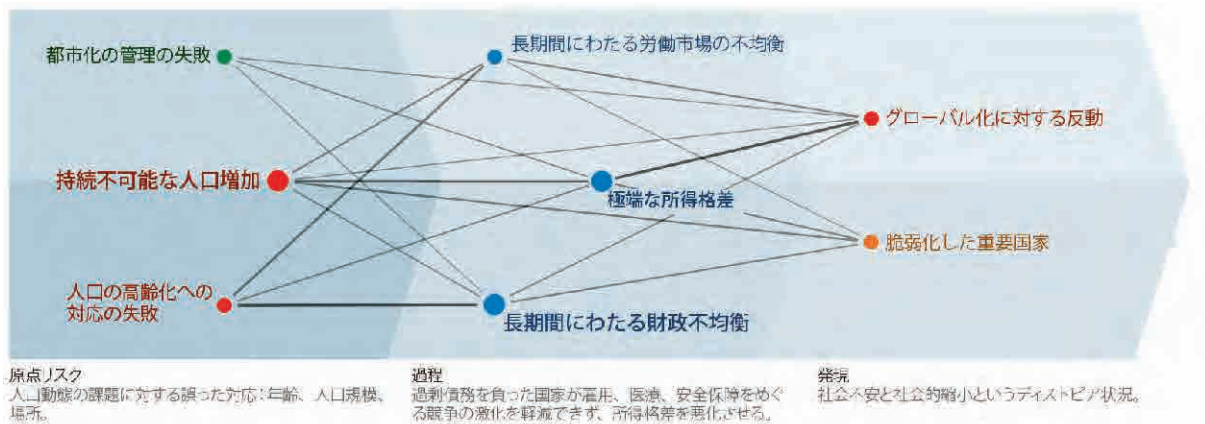 都市化の管理の失敗
持続不可能な人口増加
人口の高齢化への
対応の失敗
長期間にわたる労働市場の不均衡
極端な所得格差
長期間にわたる財政不均衡
グローバル化に対する反動
脆弱化した重要国家
原点リスク
人口動態の課題に対する誤った対応：年齢、人口規模、
場所。
過程
過剰債務を負った国家が雇用、医療、安全保障をめぐ
る競争の激化を軽減できず、所得格差を悪化させる。
発現
社会不安と社会的縮小というディストピア状況。